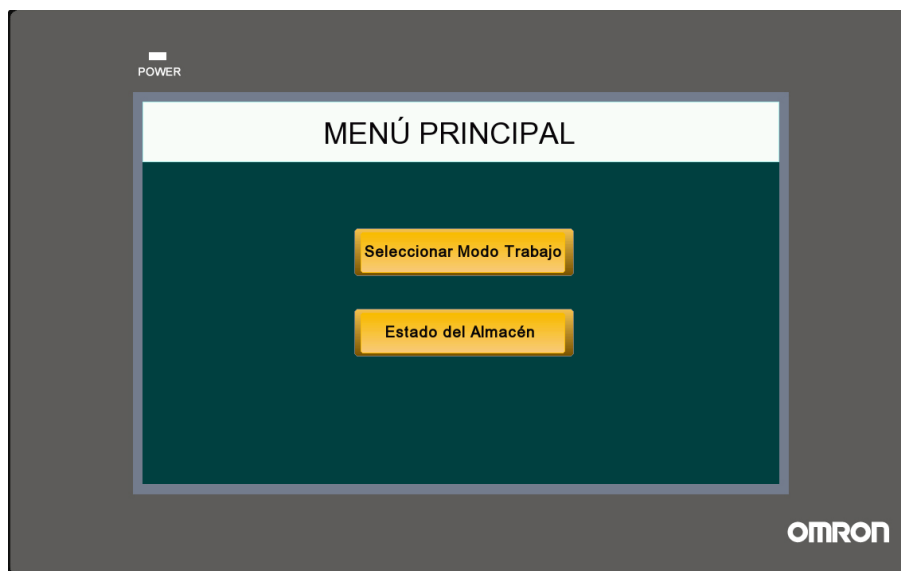 POWER
MENÚ PRINCIPAL
Seleccionar Modo Trabajo
Estado del Almacén
OMRON